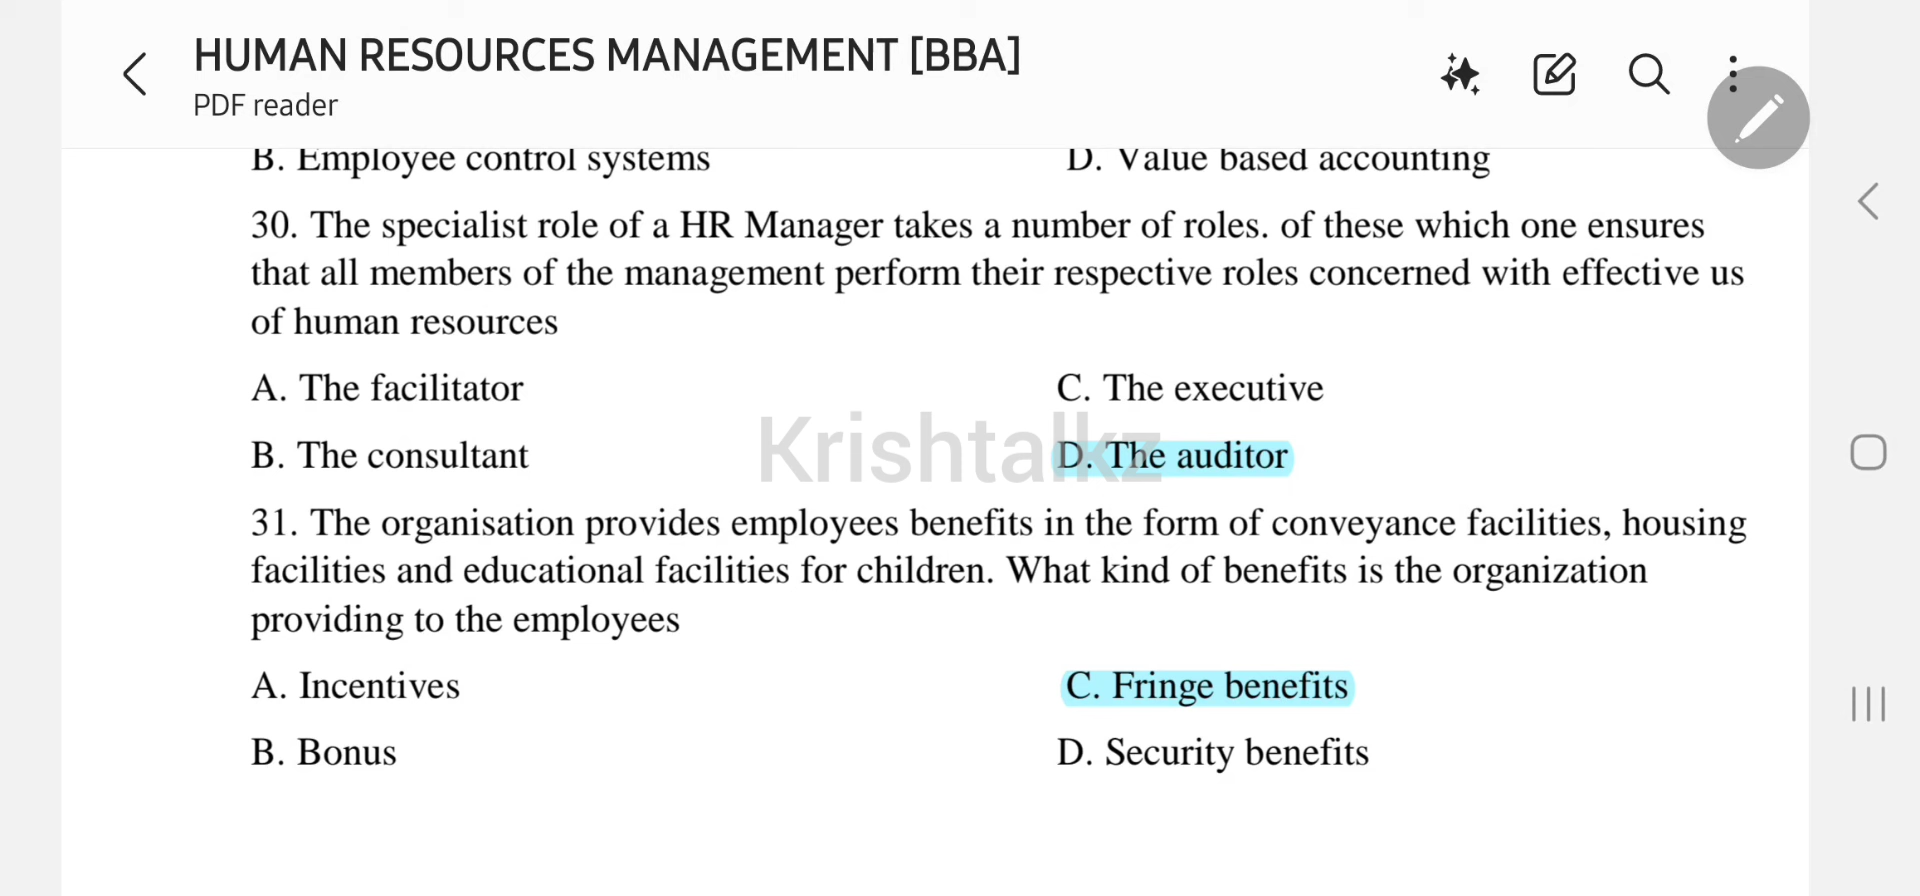 HUMAN RESOURCES MANAGEMENT [BBA]
PDF reader
B. Employee control systems D. Value based accounting
30. The specialist role of a HR Manager takes a number of roles. of these which one ensures
that all members of the management perform their respective roles concerned with effective us
of human resources
A. The facilitator C. The executive
B. The consultant D. The auditor
Krishtalkz
31. The organisation provides employees benefits in the form of conveyance facilities, housing
facilities and educational facilities for children. What kind of benefits is the organization
providing to the employees
A. Incentives C. Fringe benefits
B. Bonus D. Security benefits